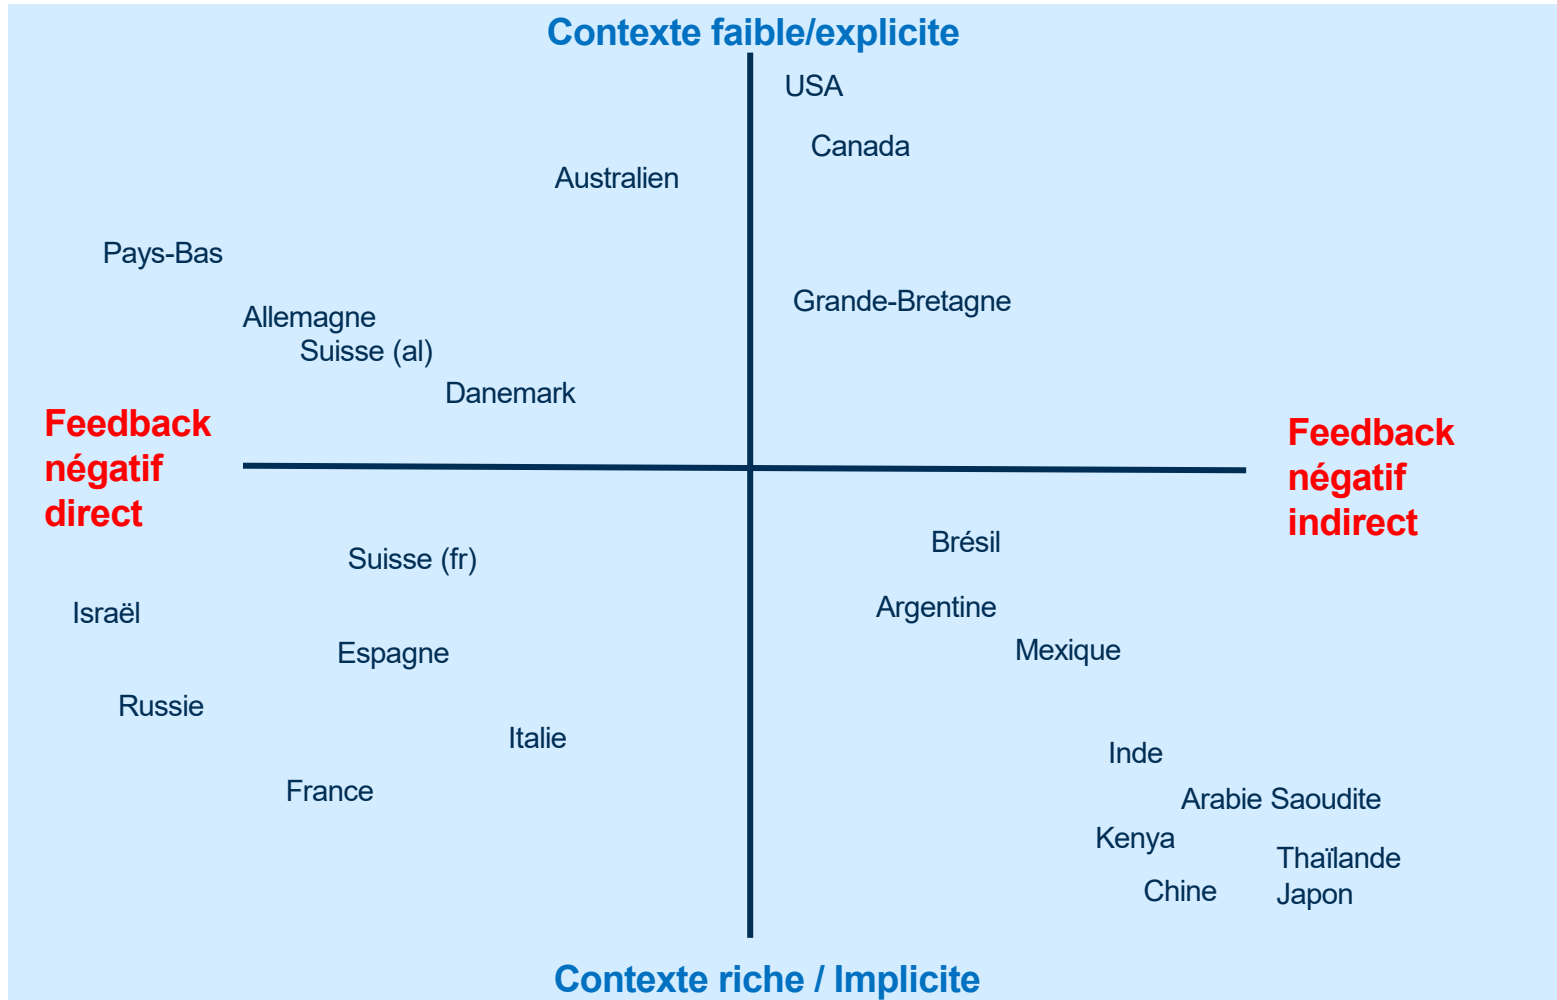 Contexte faible/explicite
USA
Canada
Australien
Pays-Bas
Grande-Bretagne
Allemagne
Suisse (al)
Danemark
Feedback
négatif
direct
Feedback
négatif
indirect
Brésil
Suisse (fr)
Argentine
Israël
Mexique
Espagne
Russie
Italie
Inde
France
Arabie Saoudite
Kenya
Thaïlande
Chine
Japon
Contexte riche / Implicite